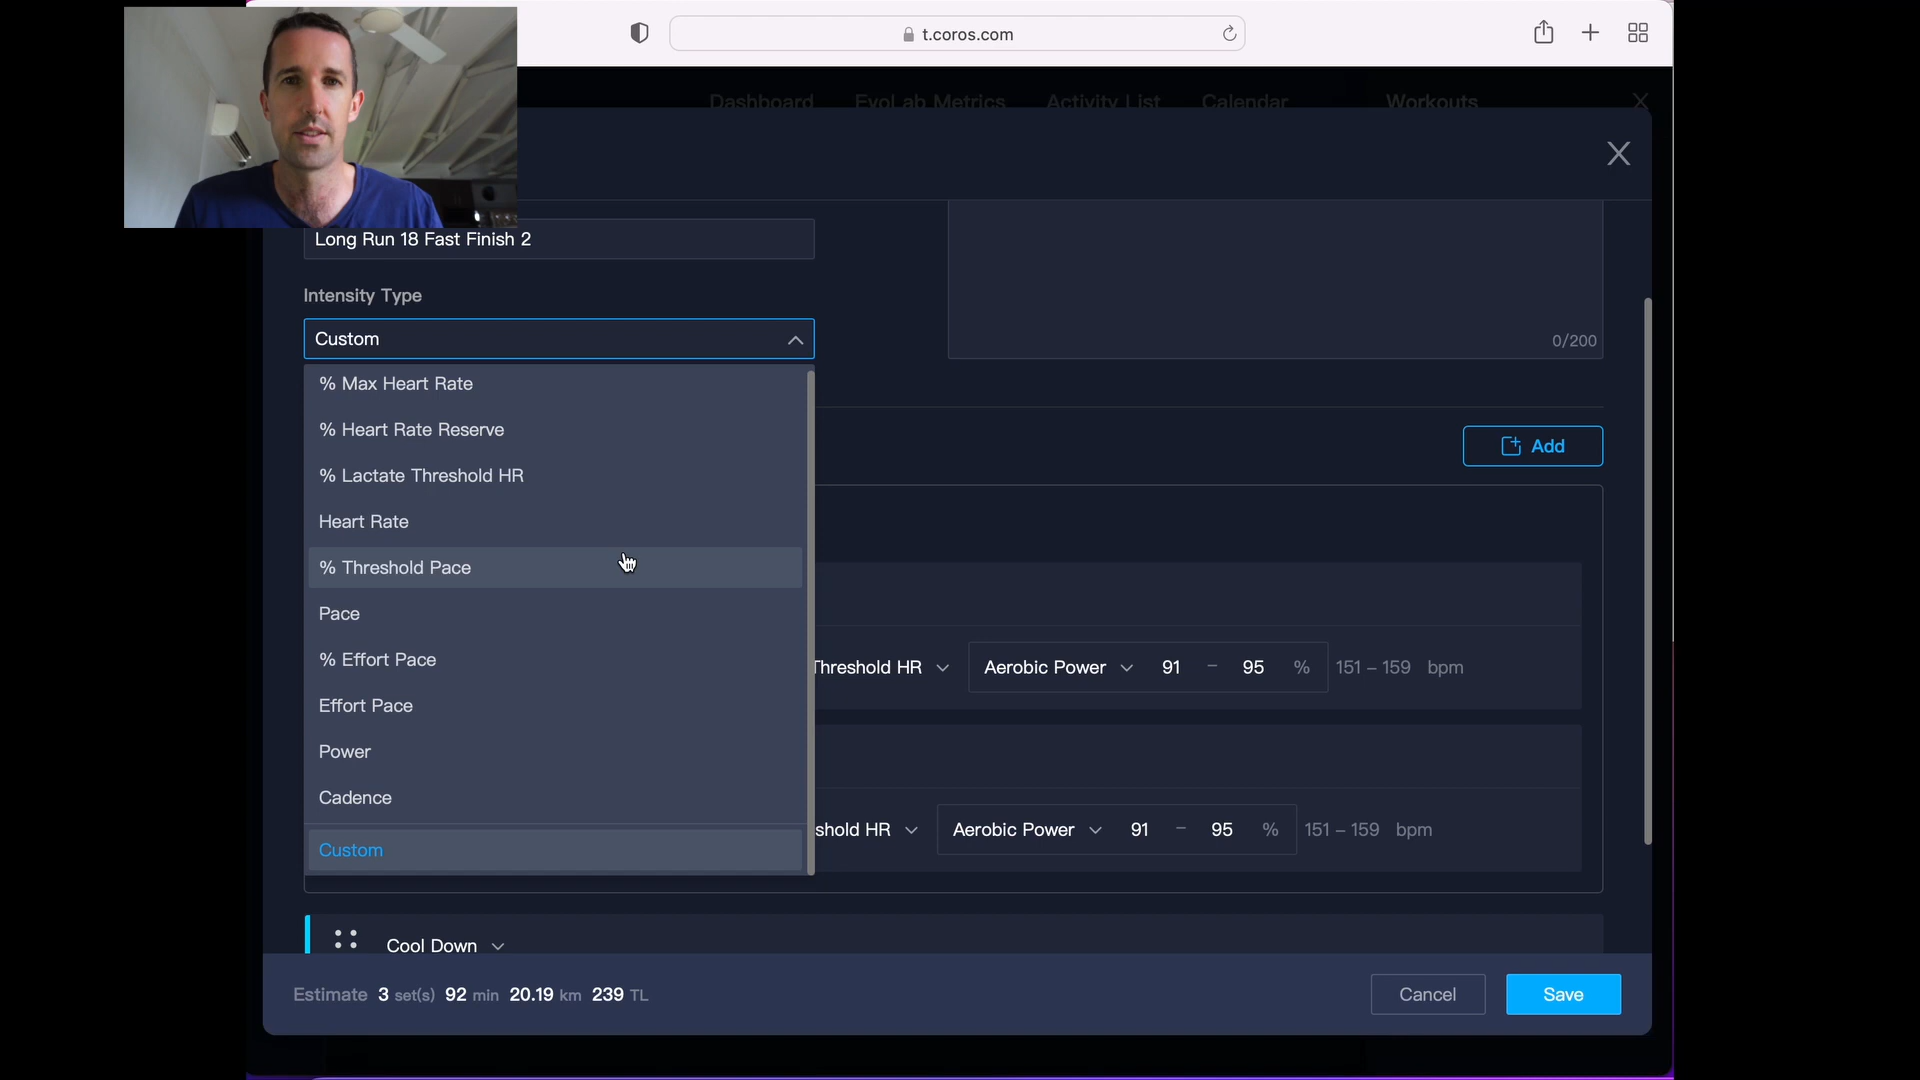 t.coros.com
Dashboard EvoLab Metrics Activity List Calendar Workouts
Long Run 18 Fast Finish 2
Intensity Type
Custom
0/200
% Max Heart Rate
% Heart Rate Reserve
% Lactate Threshold HR
Heart Rate
% Threshold Pace
Pace
% Effort Pace
Effort Pace
Power
Cadence
Custom
Add
Threshold HR Aerobic Power 91 – 95 % 151 – 159 bpm
shold HR Aerobic Power 91 – 95 % 151 – 159 bpm
Cool Down
Estimate 3 set(s) 92 min 20.19 km 239 TL
Cancel
Save